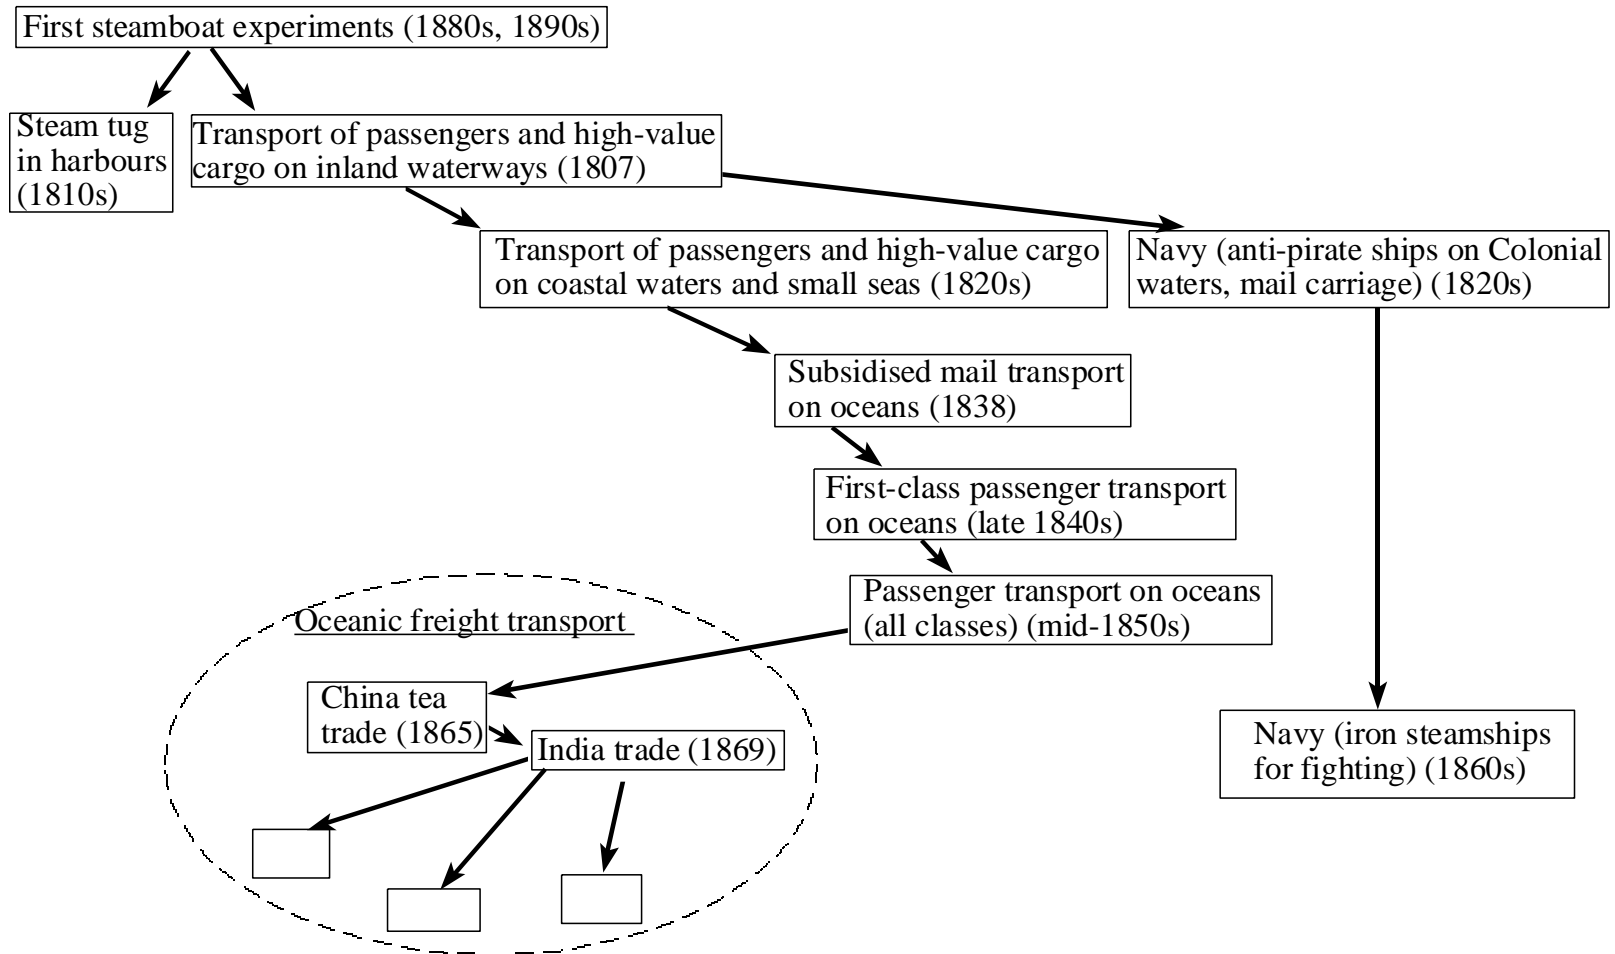 First steamboat experiments (1880s, 1890s)
Steam tug
in harbours
(1810s)
Transport of passengers and high-value
cargo on inland waterways (1807)
Transport of passengers and high-value cargo
on coastal waters and small seas (1820s)
Navy (anti-pirate ships on Colonial
waters, mail carriage) (1820s)
Subsidised mail transport
on oceans (1838)
First-class passenger transport
on oceans (late 1840s)
Passenger transport on oceans
(all classes) (mid-1850s)
Oceanic freight transport
China tea
trade (1865)
India trade (1869)
Navy (iron steamships
for fighting) (1860s)